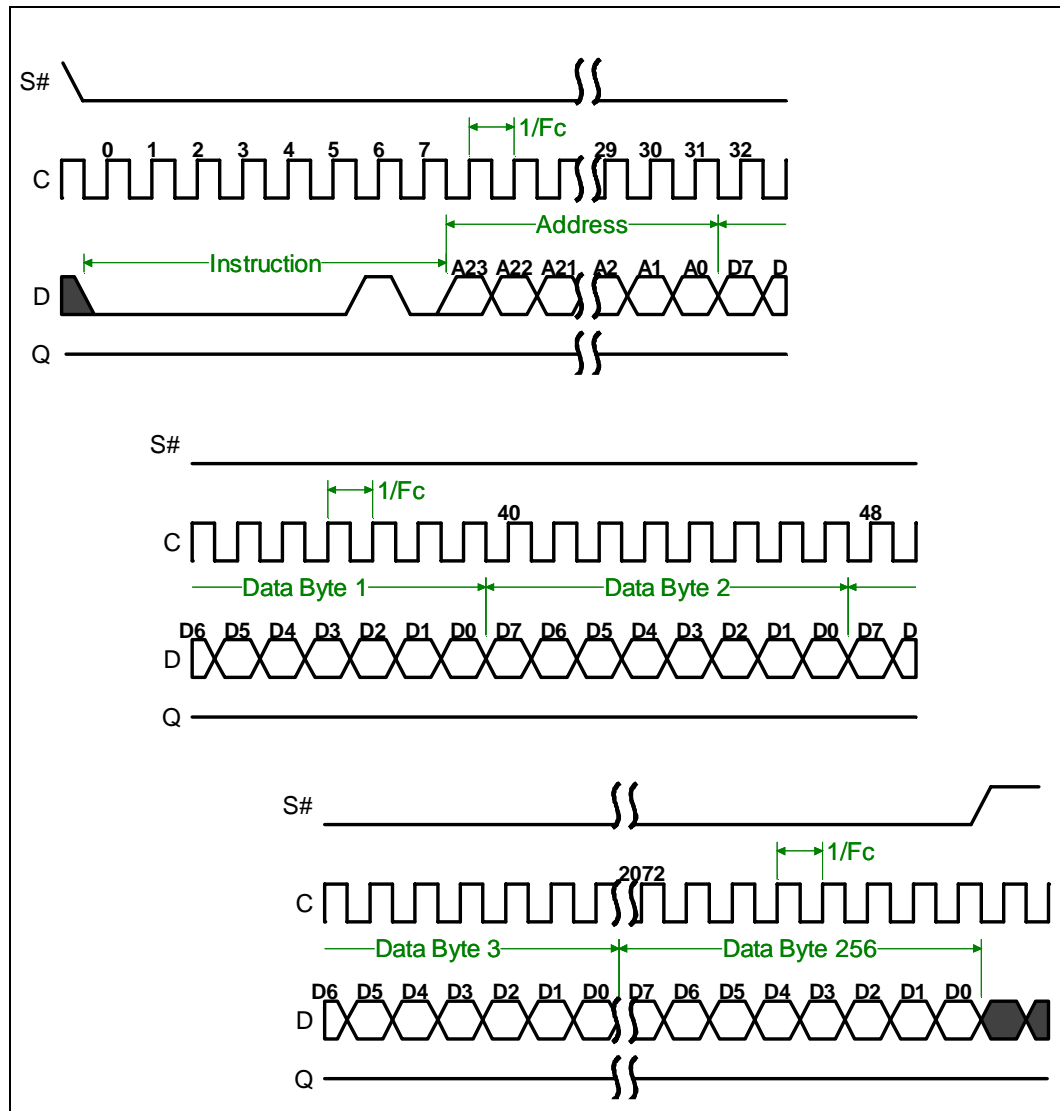 S#
1/Fc
0 1 2 3 4 5 6 7 29 30 31 32
C
Address
Instruction
A23 A22 A21 A2 A1 A0 D7 D
D
Q
S#
1/Fc
40 48
C
Data Byte 1 Data Byte 2
D6 D5 D4 D3 D2 D1 D0 D7 D6 D5 D4 D3 D2 D1 D0 D7 D
D
Q
S#
1/Fc
2072
C
Data Byte 3 Data Byte 256
D6 D5 D4 D3 D2 D1 D0 D7 D6 D5 D4 D3 D2 D1 D0
D
Q